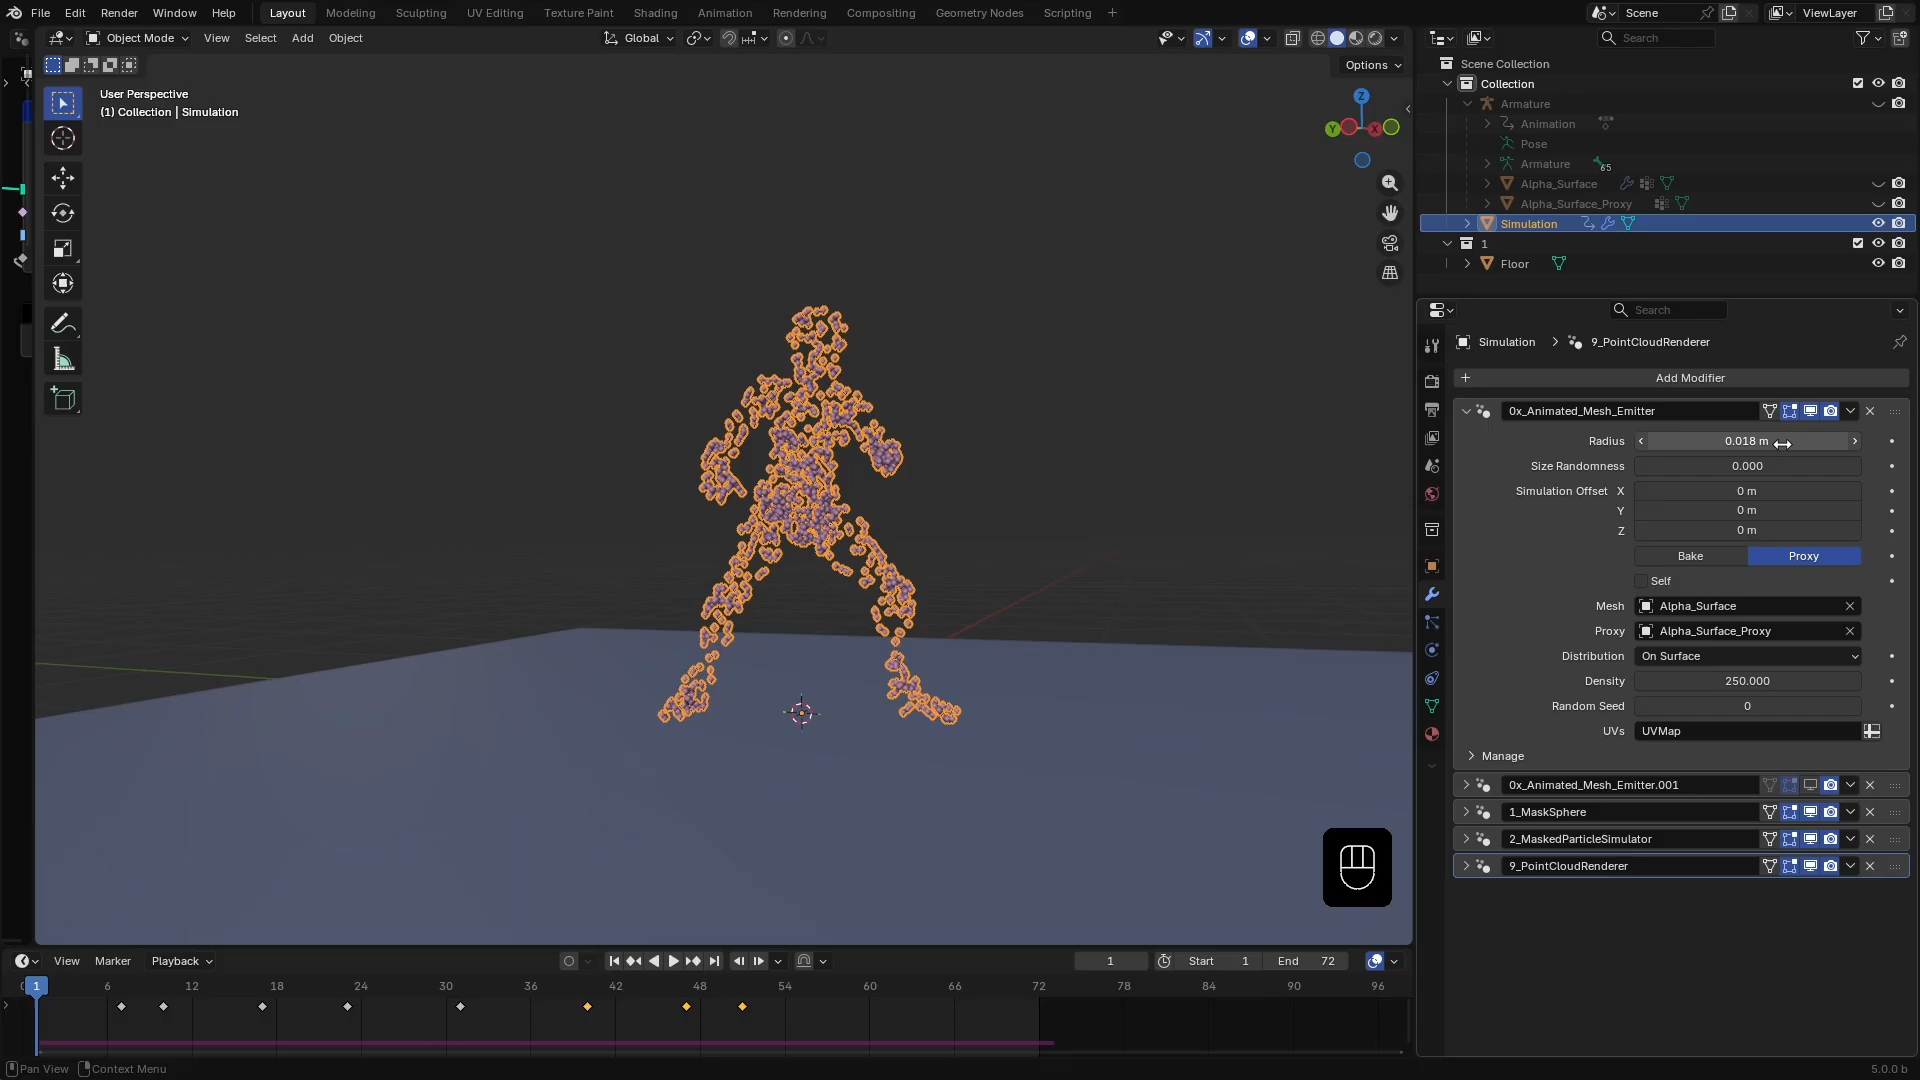 File Edit Render Window Help Layout Modeling Sculpting UV Editing Texture Paint Shading Animation Rendering Compositing Geometry Nodes Scripting + Scene ViewLayer
Object Mode View Select Add Object Global Search
Options
User Perspective
(1) Collection | Simulation
Z
Y X
Scene Collection
Collection
Armature
Animation
Pose
Armature 65
Alpha_Surface
Alpha_Surface_Proxy
Simulation
1
Floor
Search
Simulation > 9_PointCloudRenderer
+ Add Modifier
0x_Animated_Mesh_Emitter
Radius 0.018 m
Size Randomness 0.000
Simulation Offset X 0 m
Y 0 m
Z 0 m
Bake Proxy
Self
Mesh Alpha_Surface
Proxy Alpha_Surface_Proxy
Distribution On Surface
Density 250.000
Random Seed 0
UVs UVMap
Manage
0x_Animated_Mesh_Emitter.001
1_MaskSphere
2_MaskedParticleSimulator
9_PointCloudRenderer
View Marker Playback 1 Start 1 End 72
1 6 12 18 24 30 36 42 48 54 60 66 72 78 84 90 96
Pan View Context Menu 5.0.0 b